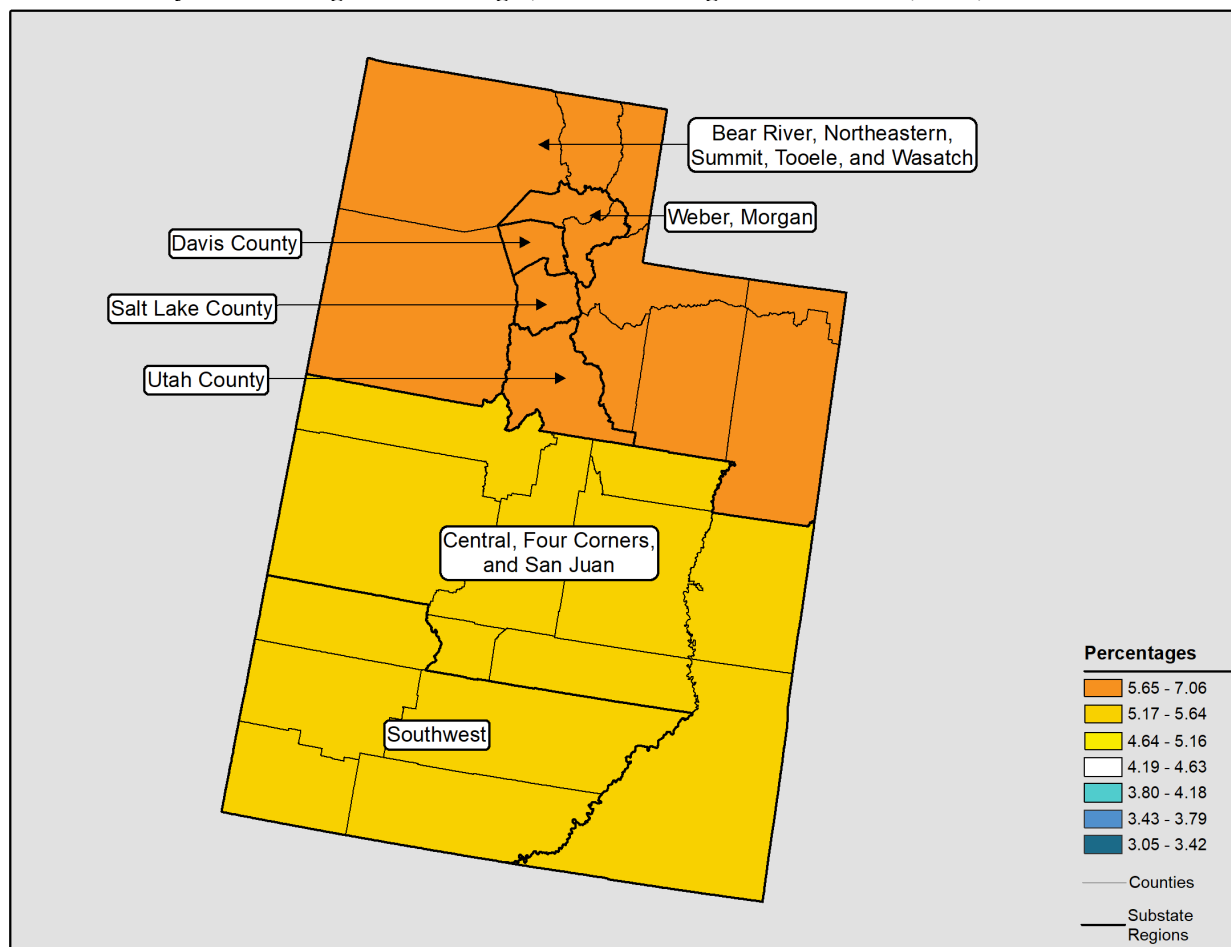 Bear River, Northeastern,
Summit, Tooele, and Wasatch
Weber, Morgan
Davis County
Salt Lake County
Utah County
Central, Four Corners,
and San Juan
Southwest
Percentages
5.65 - 7.06
5.17 - 5.64
4.64 - 5.16
4.19 - 4.63
3.80 - 4.18
3.43 - 3.79
3.05 - 3.42
Counties
Substate
Regions